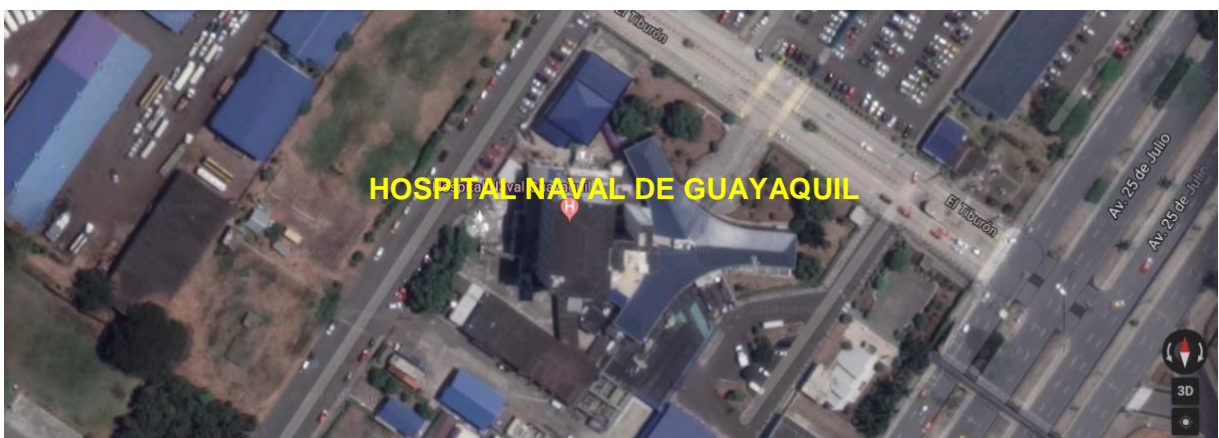 El Tiburón
HOSPITAL NAVAL DE GUAYAQUIL
El Tiburón
Av. 25 de Julio
Av. 25 de Julio
3D